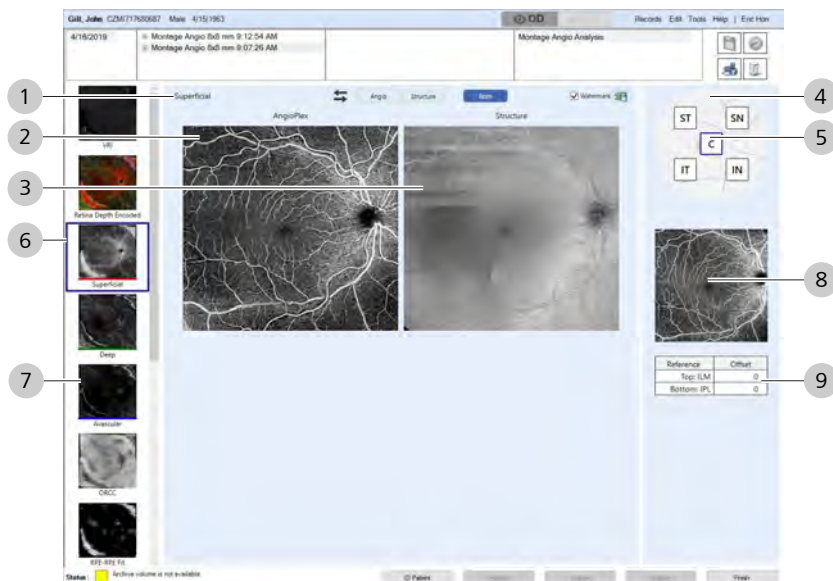 Gill, John CZMI717680687 Male 4/15/1963
OD
Records Edit Tools Help | Eric Hon
4/16/2019
Montage Angio 8x8 mm 9:12:54 AM
Montage Angio 8x8 mm 9:07:26 AM
Montage Angio Analysis
1
Superficial
Angio
Structure
Both
Watermark
4
AngioPlex
Structure
2
ST
SN
5
C
VRI
3
IT
IN
Retina Depth Encoded
6
Superficial
8
Deep
7
Reference Offset
Top: ILM 0
Bottom: IPL 0
9
Avascular
ORCC
RPE-RPE Fit
Status:
Archive volume is not available
ID Patient
Finish